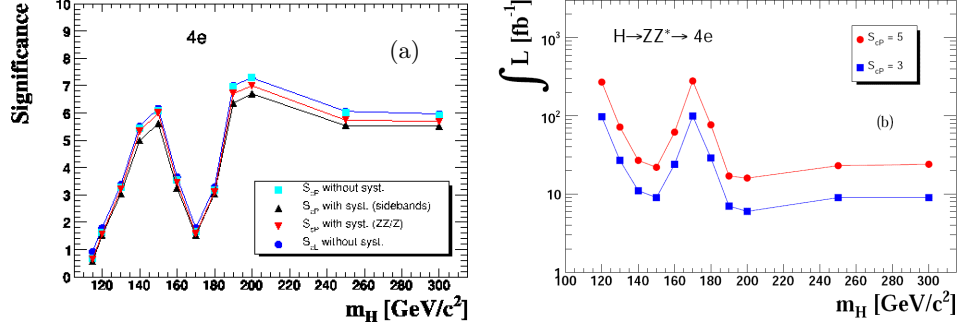 4e
(a)
Significance
10
9
8
7
6
5
4
3
2
1
0
S_cP without syst.
S_cP with syst. (sidebands)
S_cP with syst. (ZZ/Z)
S_cL without syst.
120 140 160 180 200 220 240 260 280 300
m_H [GeV/c²]
∫ L [fb⁻¹]
H→ZZ*→ 4e
S_cP = 5
S_cP = 3
(b)
10³
10²
10
1
100 120 140 160 180 200 220 240 260 280 300
m_H [GeV/c²]